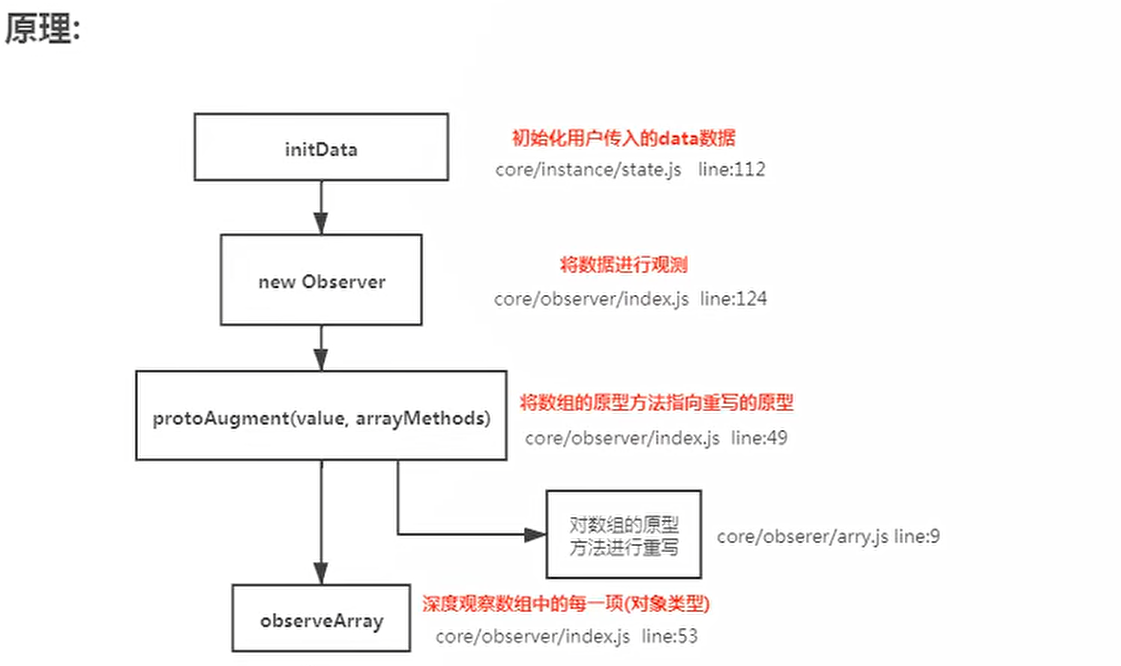 原理:
initData
初始化用户传入的data数据
core/instance/state.js line:112
new Observer
将数据进行观测
core/observer/index.js line:124
protoAugment(value, arrayMethods)
将数组的原型方法指向重写的原型
core/observer/index.js line:49
对数组的原型
方法进行重写
core/obserer/arry.js line:9
observeArray
深度观察数组中的每一项(对象类型)
core/observer/index.js line:53